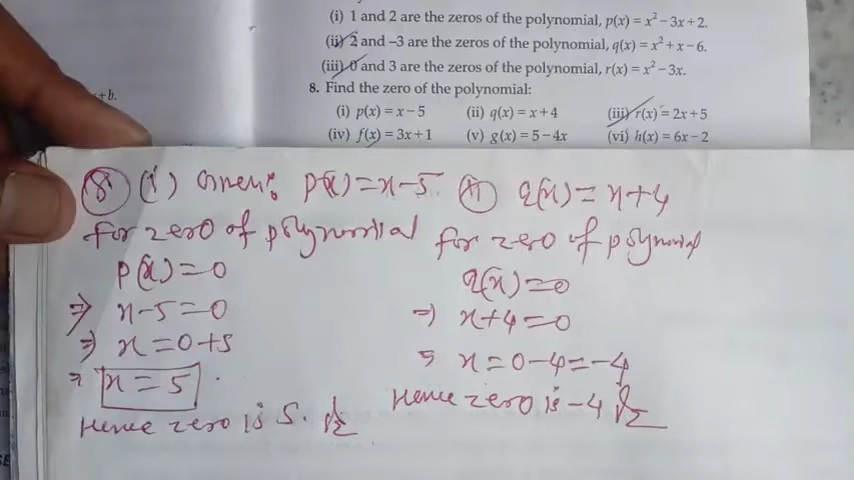 (i) 1 and 2 are the zeros of the polynomial, p(x) = x² − 3x + 2.
(ii) 2 and −3 are the zeros of the polynomial, q(x) = x² + x − 6.
(iii) 0 and 3 are the zeros of the polynomial, r(x) = x² − 3x.
+b.
8. Find the zero of the polynomial:
(i) p(x) = x − 5 (ii) q(x) = x + 4 (iii) r(x) = 2x + 5
(iv) f(x) = 3x + 1 (v) g(x) = 5 − 4x (vi) h(x) = 6x − 2
8 (i) Given: p(x) = x − 5
for zero of polynomial
p(x) = 0
⇒ x − 5 = 0
⇒ x = 0 + 5
⇒ x = 5
Hence zero is 5.
(ii) q(x) = x + 4
for zero of polynomial
q(x) = 0
⇒ x + 4 = 0
⇒ x = 0 − 4 = −4
Hence zero is −4